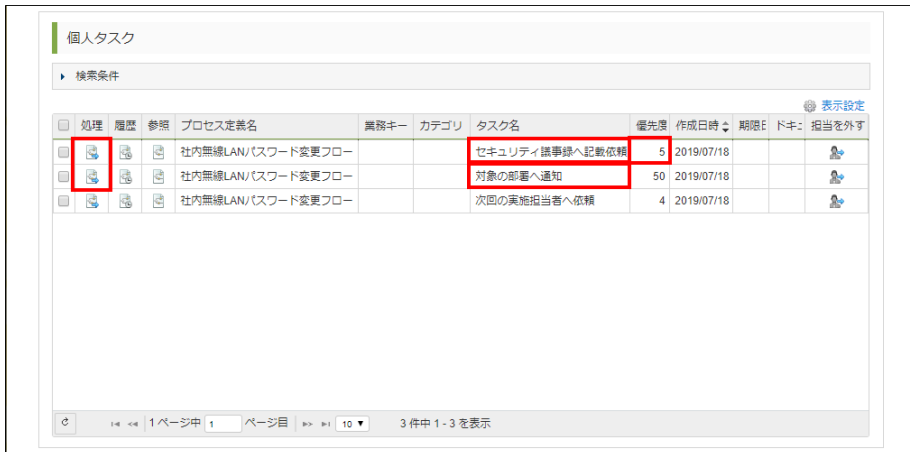 個人タスク
検索条件
表示設定
処理 履歴 参照 プロセス定義名 業務キー カテゴリ タスク名 優先度 作成日時 期限E ドキュ 担当を外す
社内無線LANパスワード変更フロー セキュリティ議事録へ記載依頼 5 2019/07/18
社内無線LANパスワード変更フロー 対象の部署へ通知 50 2019/07/18
社内無線LANパスワード変更フロー 次回の実施担当者へ依頼 4 2019/07/18
1 ページ中 1 ページ目 10 3 件中 1 - 3 を表示